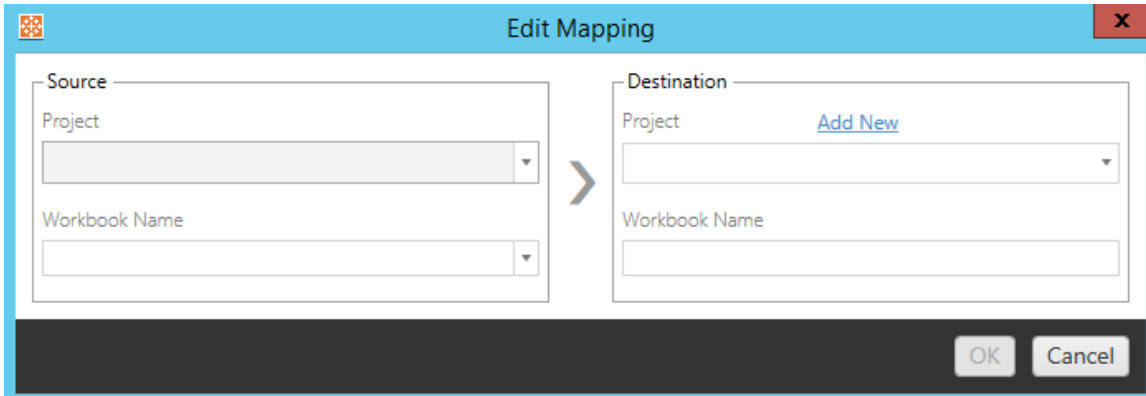 Edit Mapping
x
Source
Project
Workbook Name
Destination
Project Add New
Workbook Name
OK Cancel